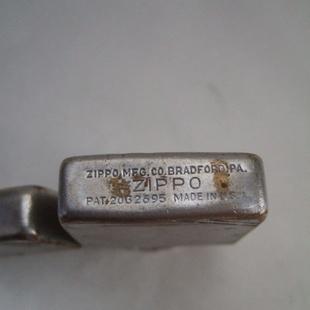 ZIPPO MFG. CO. BRADFORD, PA.
ZIPPO
PAT. 2032695 MADE IN U.S.A.